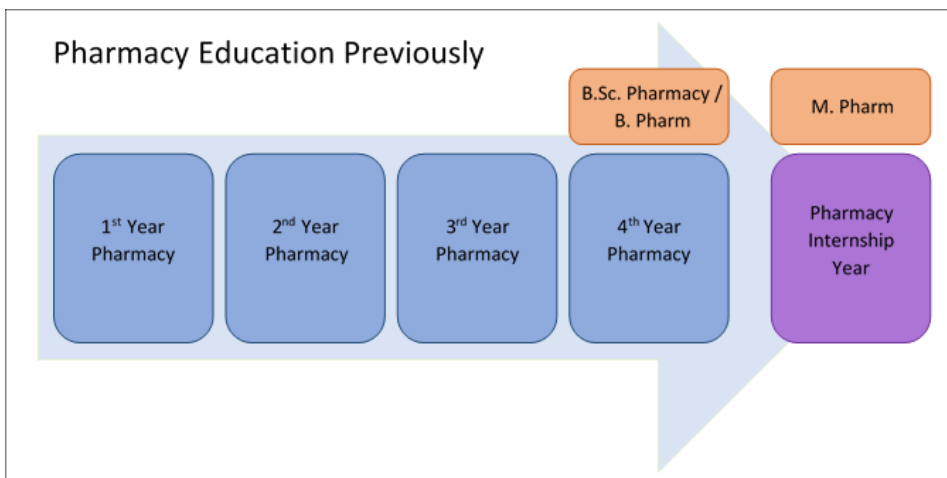 Pharmacy Education Previously
B.Sc. Pharmacy /
B. Pharm
M. Pharm
1st Year
Pharmacy
2nd Year
Pharmacy
3rd Year
Pharmacy
4th Year
Pharmacy
Pharmacy
Internship
Year